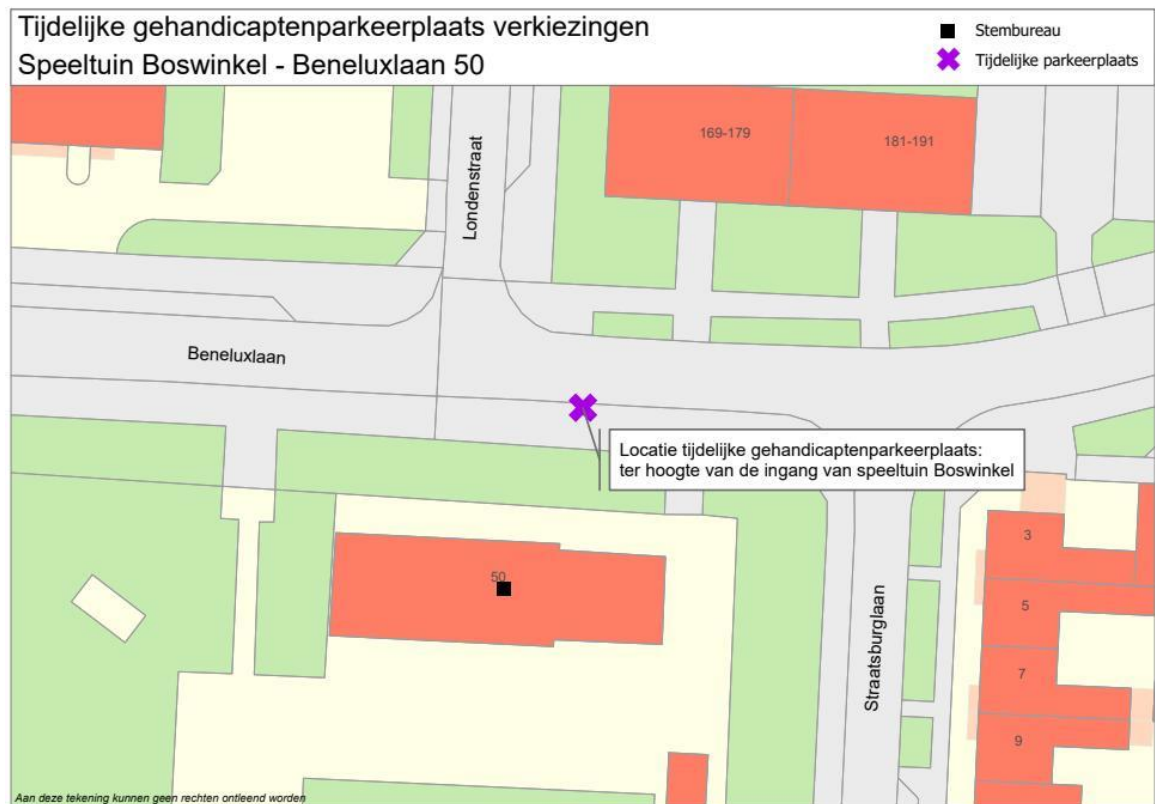 Tijdelijke gehandicaptenparkeerplaats verkiezingen
Speeltuin Boswinkel - Beneluxlaan 50
Stembureau
Tijdelijke parkeerplaats
169-179
181-191
Londenstraat
Beneluxlaan
Locatie tijdelijke gehandicaptenparkeerplaats:
ter hoogte van de ingang van speeltuin Boswinkel
3
50
5
Straatsburglaan
7
9
Aan deze tekening kunnen geen rechten ontleend worden